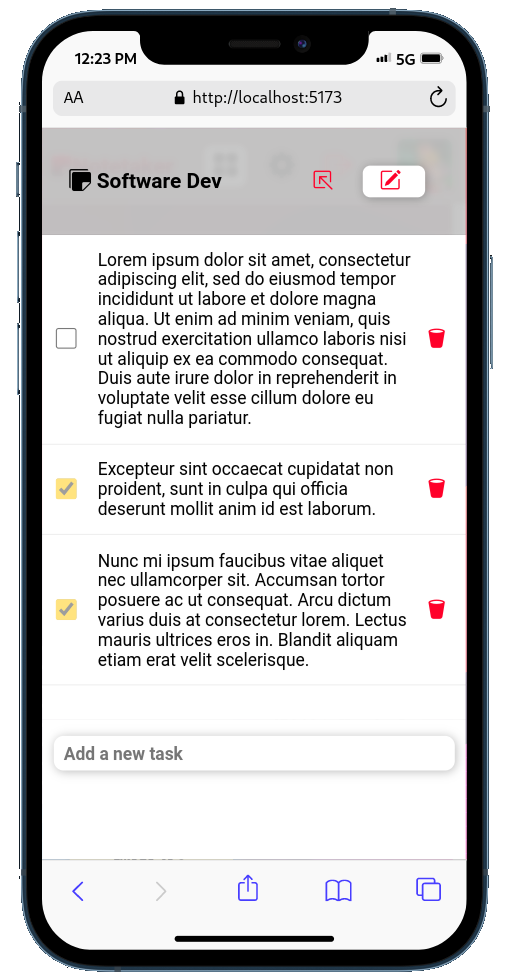 12:23 PM
5G
AA
http://localhost:5173
Software Dev
Lorem ipsum dolor sit amet, consectetur
adipiscing elit, sed do eiusmod tempor
incididunt ut labore et dolore magna
aliqua. Ut enim ad minim veniam, quis
nostrud exercitation ullamco laboris nisi
ut aliquip ex ea commodo consequat.
Duis aute irure dolor in reprehenderit in
voluptate velit esse cillum dolore eu
fugiat nulla pariatur.
Excepteur sint occaecat cupidatat non
proident, sunt in culpa qui officia
deserunt mollit anim id est laborum.
Nunc mi ipsum faucibus vitae aliquet
nec ullamcorper sit. Accumsan tortor
posuere ac ut consequat. Arcu dictum
varius duis at consectetur lorem. Lectus
mauris ultrices eros in. Blandit aliquam
etiam erat velit scelerisque.
Add a new task